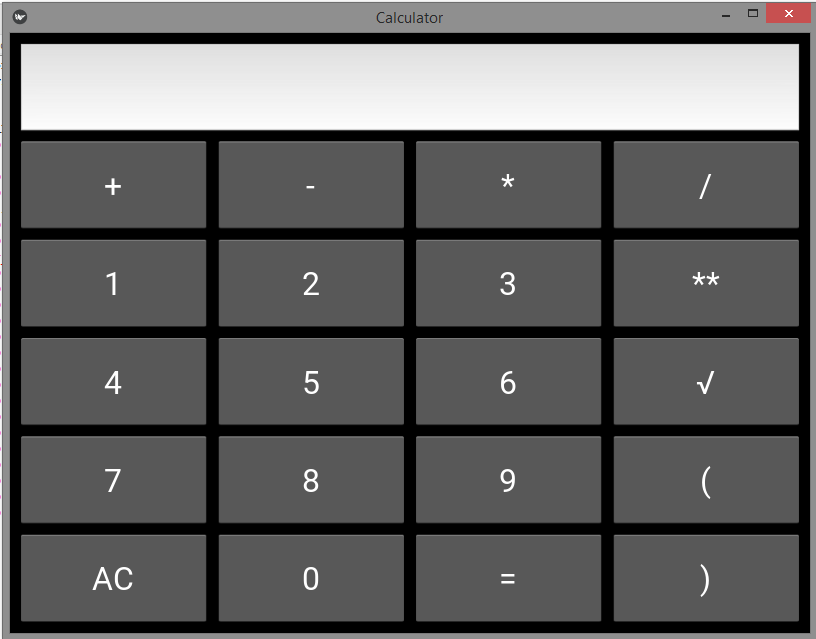 Calculator
+ - * /
1 2 3 **
4 5 6 √
7 8 9 (
AC 0 = )